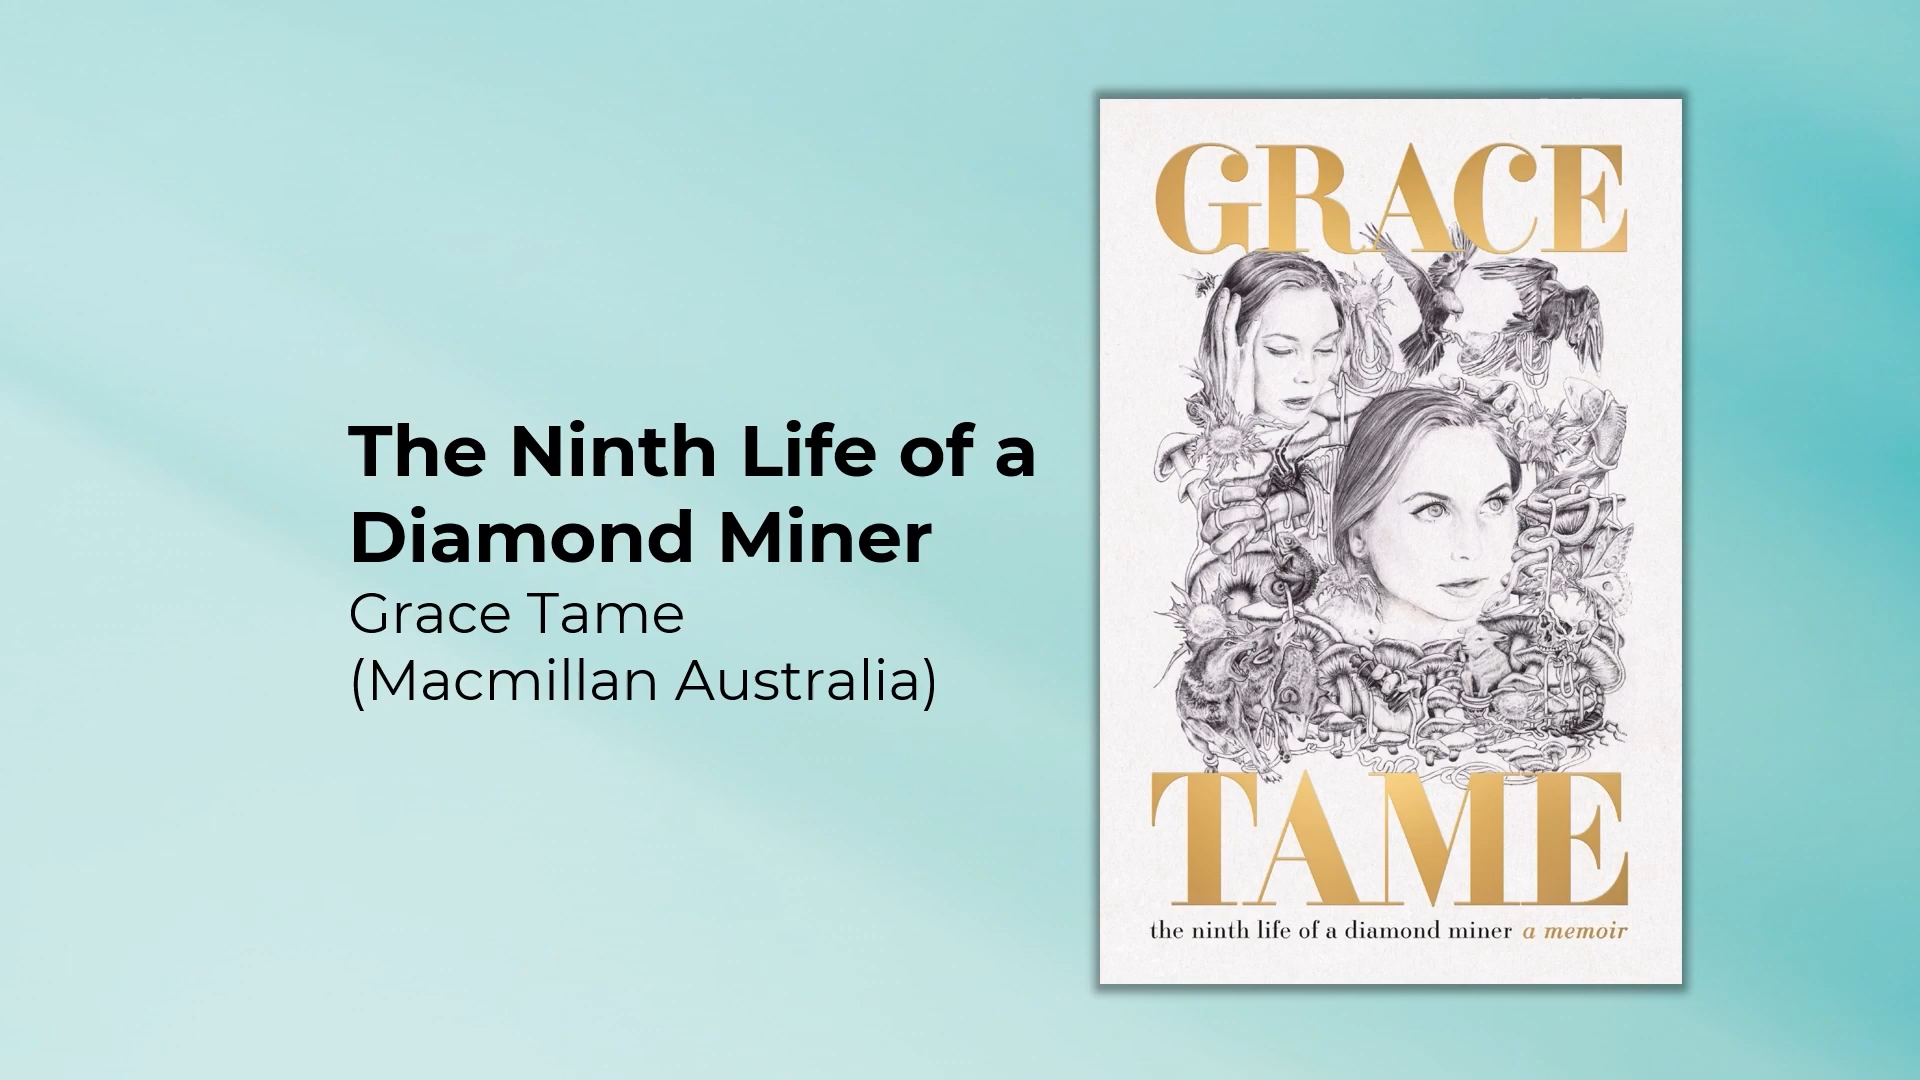 The Ninth Life of a
Diamond Miner
Grace Tame
(Macmillan Australia)
GRACE
TAME
the ninth life of a diamond miner a memoir